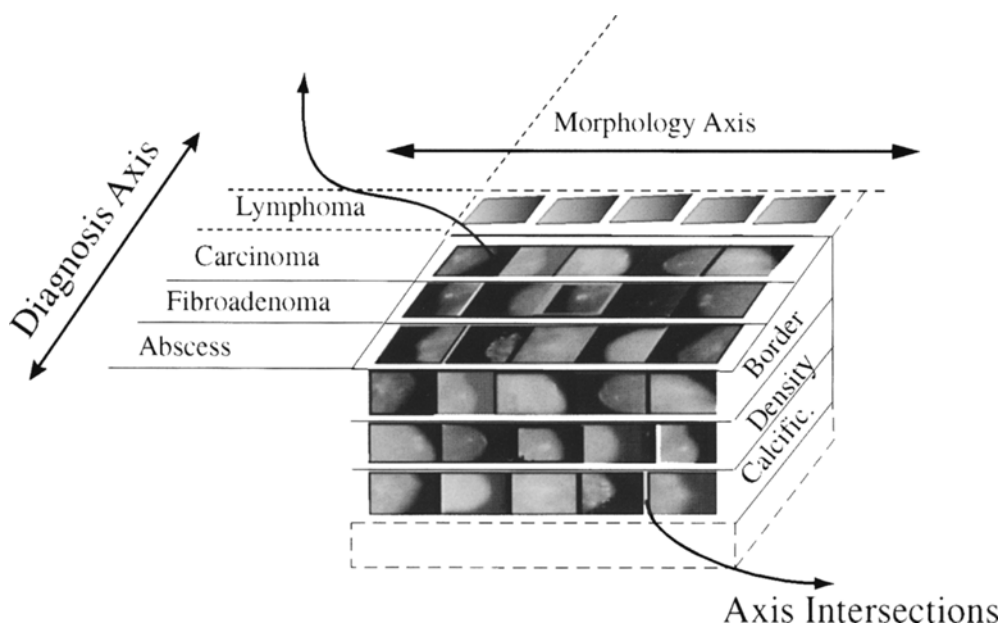 Morphology Axis
Diagnosis Axis
Lymphoma
Carcinoma
Fibroadenoma
Abscess
Border
Density
Calcific.
Axis Intersections